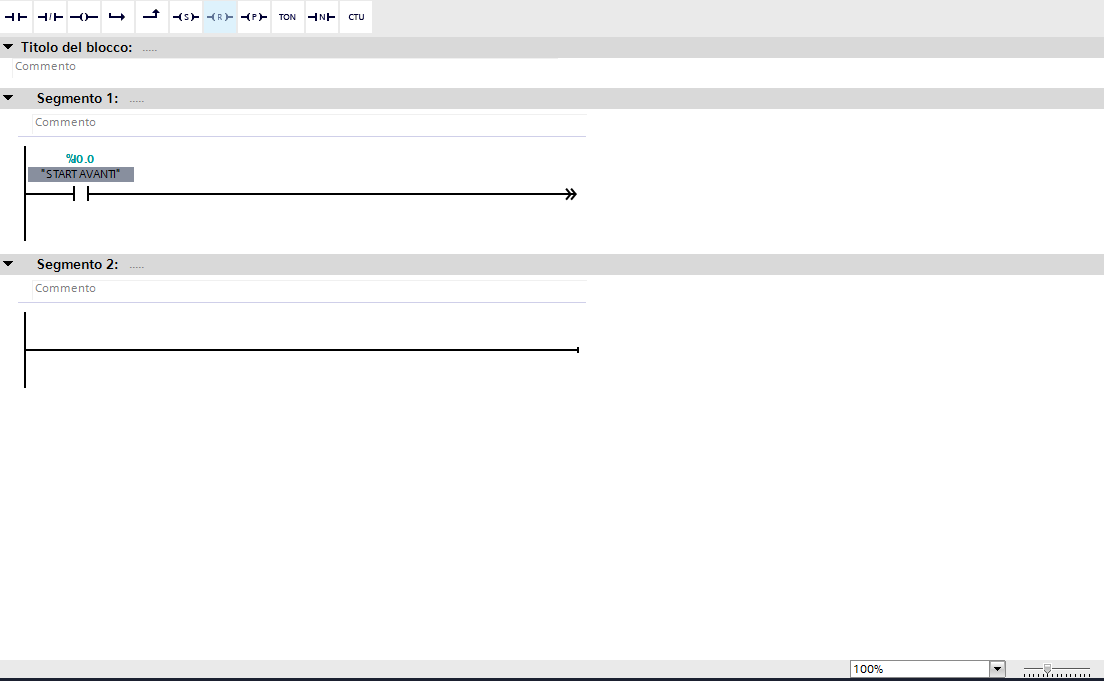 S R P TON N CTU
Titolo del blocco: .....
Commento
Segmento 1: .....
Commento
%I0.0
"START AVANTI"
Segmento 2: .....
Commento
100%